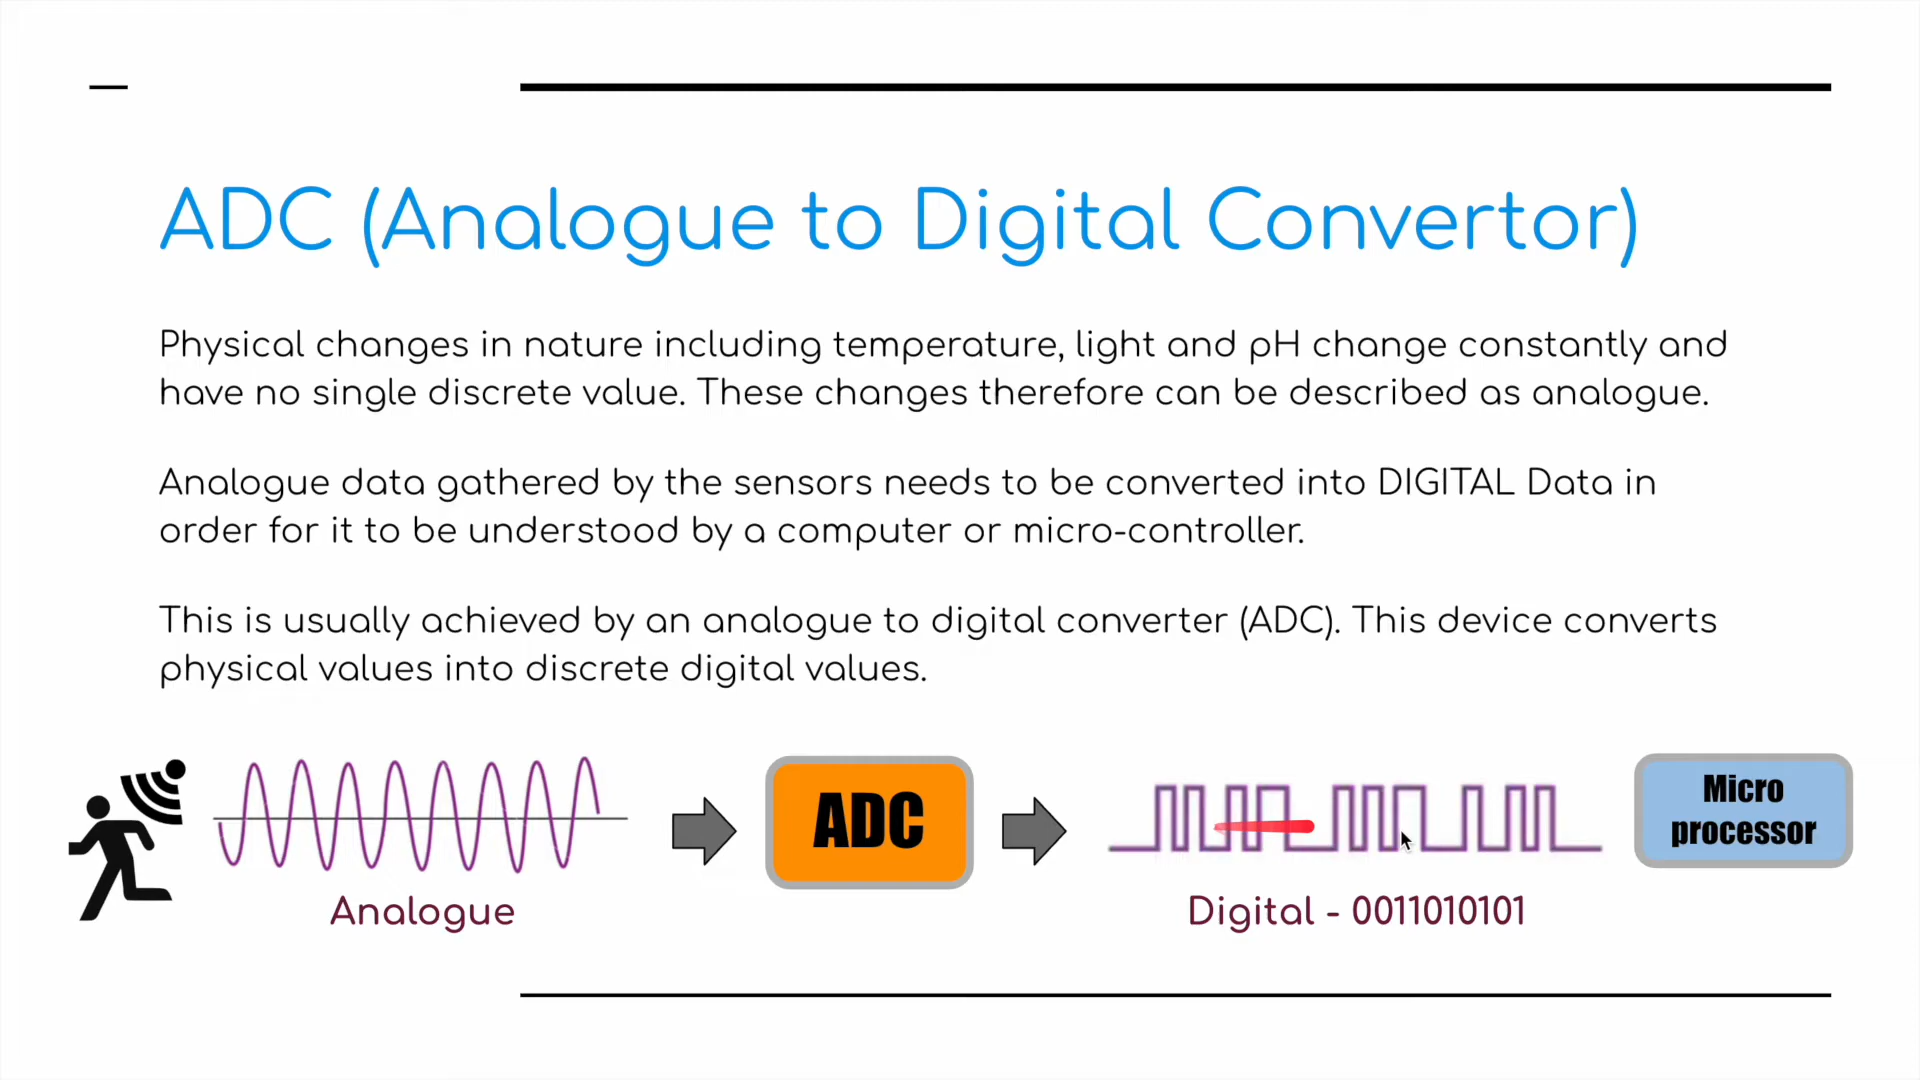 ADC (Analogue to Digital Convertor)
Physical changes in nature including temperature, light and pH change constantly and
have no single discrete value. These changes therefore can be described as analogue.
Analogue data gathered by the sensors needs to be converted into DIGITAL Data in
order for it to be understood by a computer or micro-controller.
This is usually achieved by an analogue to digital converter (ADC). This device converts
physical values into discrete digital values.
ADC
Micro
processor
Analogue
Digital - 0011010101